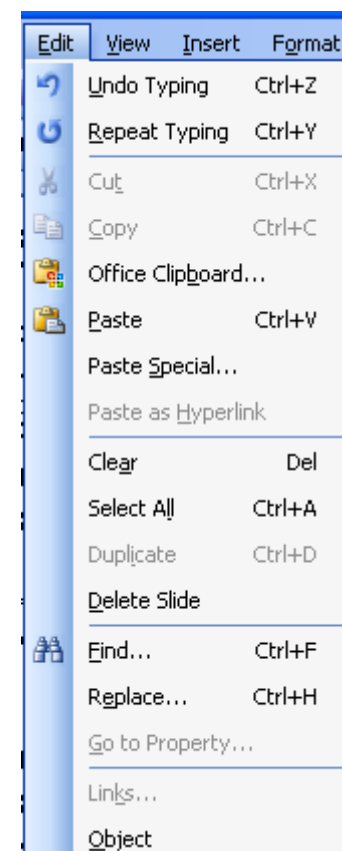 Edit View Insert Format
Undo Typing Ctrl+Z
Repeat Typing Ctrl+Y
Cut Ctrl+X
Copy Ctrl+C
Office Clipboard...
Paste Ctrl+V
Paste Special...
Paste as Hyperlink
Clear Del
Select All Ctrl+A
Duplicate Ctrl+D
Delete Slide
Find... Ctrl+F
Replace... Ctrl+H
Go to Property...
Links...
Object